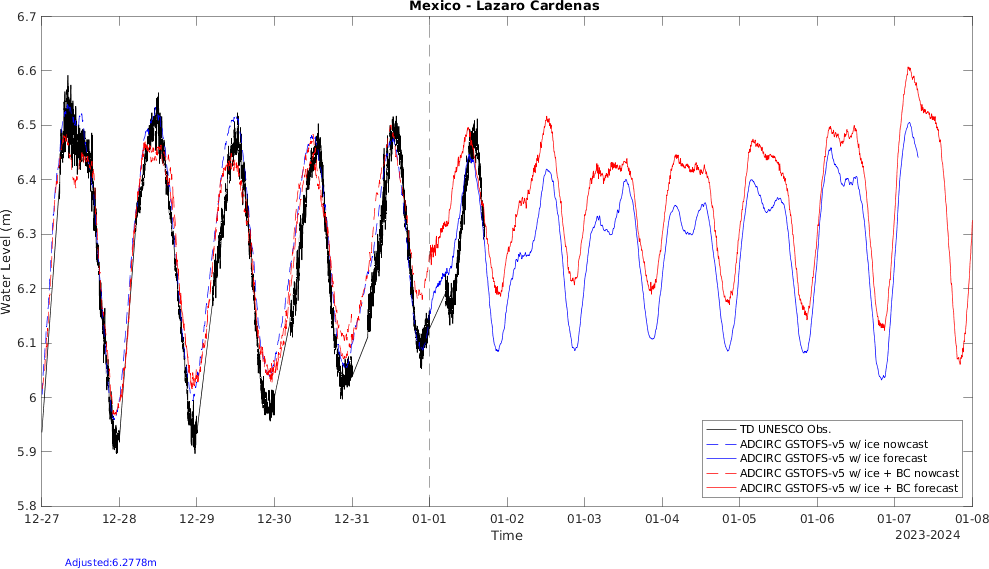 Mexico - Lazaro Cardenas
Water Level (m)
6.7
6.6
6.5
6.4
6.3
6.2
6.1
6
5.9
5.8
12-27 12-28 12-29 12-30 12-31 01-01 01-02 01-03 01-04 01-05 01-06 01-07 01-08
Time
2023-2024
TD UNESCO Obs.
ADCIRC GSTOFS-v5 w/ ice nowcast
ADCIRC GSTOFS-v5 w/ ice forecast
ADCIRC GSTOFS-v5 w/ ice + BC nowcast
ADCIRC GSTOFS-v5 w/ ice + BC forecast
Adjusted:6.2778m